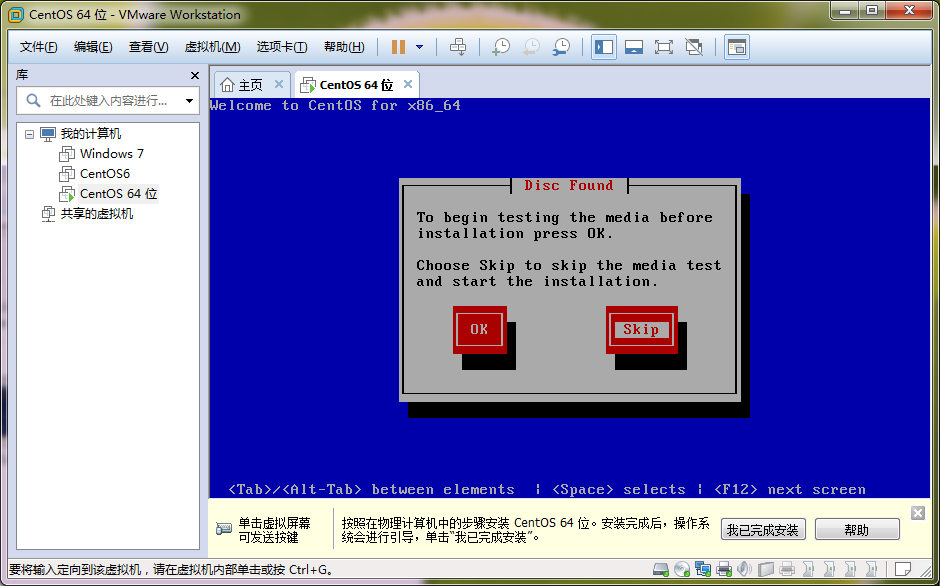 CentOS 64 位 - VMware Workstation
文件(F) 编辑(E) 查看(V) 虚拟机(M) 选项卡(T) 帮助(H)
库
在此处键入内容进行...
我的计算机
Windows 7
CentOS6
CentOS 64 位
共享的虚拟机
主页 CentOS 64 位
Welcome to CentOS for x86_64
Disc Found
To begin testing the media before
installation press OK.
Choose Skip to skip the media test
and start the installation.
OK Skip
<Tab>/<Alt-Tab> between elements | <Space> selects | <F12> next screen
单击虚拟屏幕
可发送按键
按照在物理计算机中的步骤安装 CentOS 64 位。安装完成后，操作系
统会进行引导，单击“我已完成安装”。
我已完成安装 帮助
要将输入定向到该虚拟机，请在虚拟机内部单击或按 Ctrl+G。